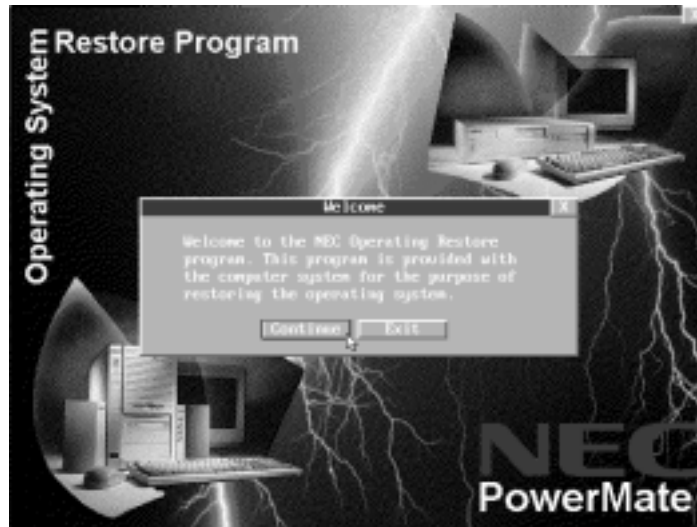 Operating System
Restore Program
Welcome
X
Welcome to the NEC Operating Restore
program. This program is provided with
the computer system for the purpose of
restoring the operating system.
Continue
Exit
NEC
PowerMate